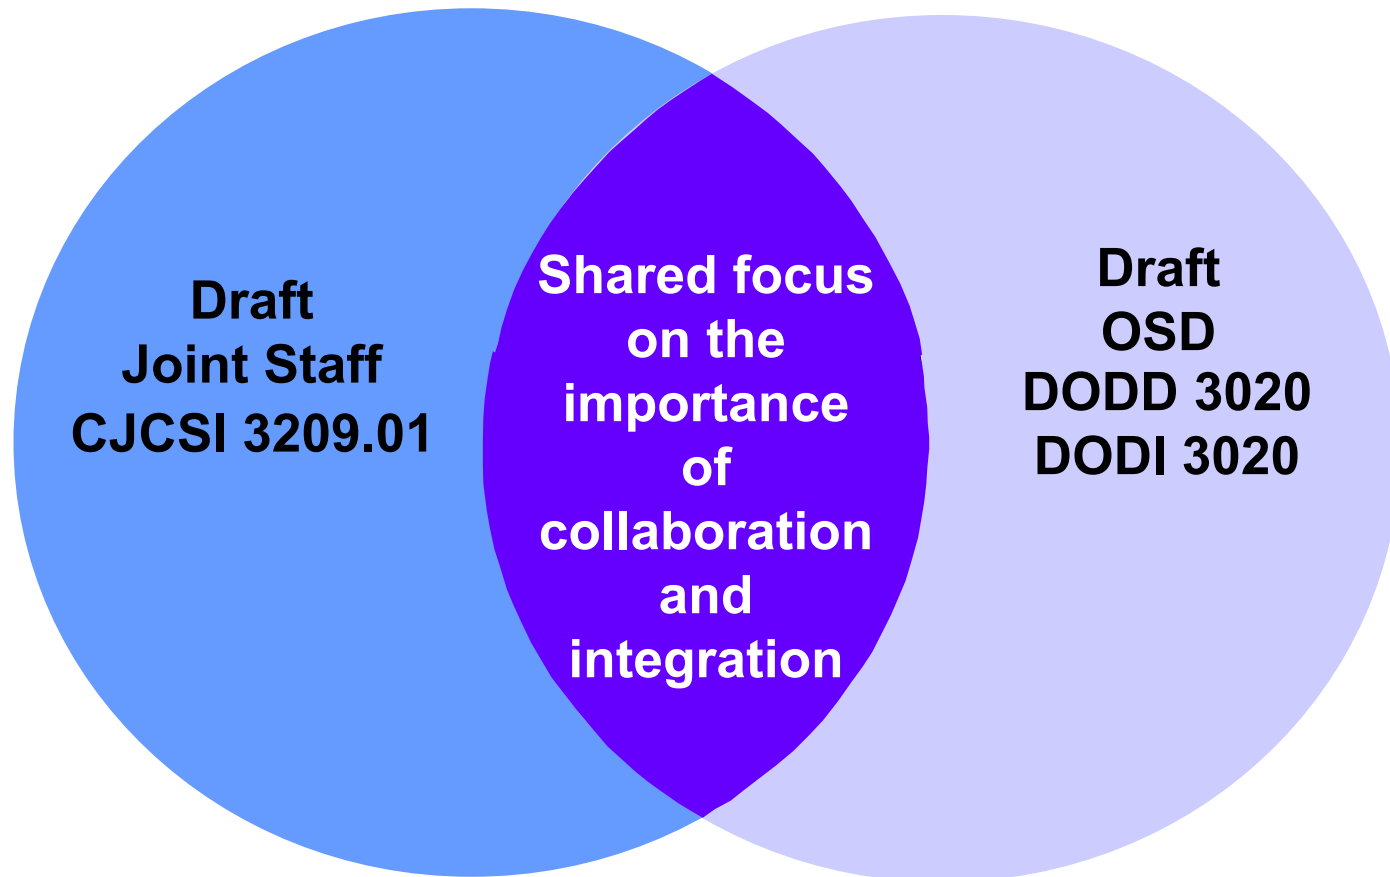 Draft
Joint Staff
CJCSI 3209.01
Shared focus
on the
importance
of
collaboration
and
integration
Draft
OSD
DODD 3020
DODI 3020